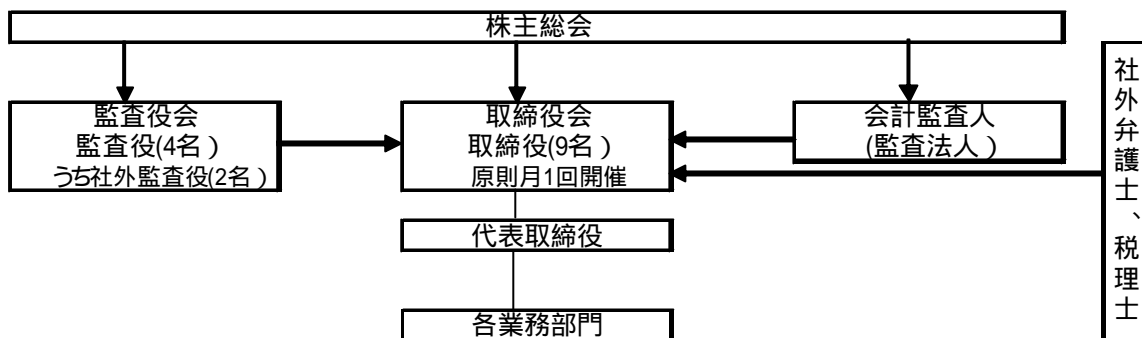 株主総会
監査役会
監査役(4名)
うち社外監査役(2名)
取締役会
取締役(9名)
原則月1回開催
会計監査人
(監査法人)
社外弁護士、税理士
代表取締役
各業務部門